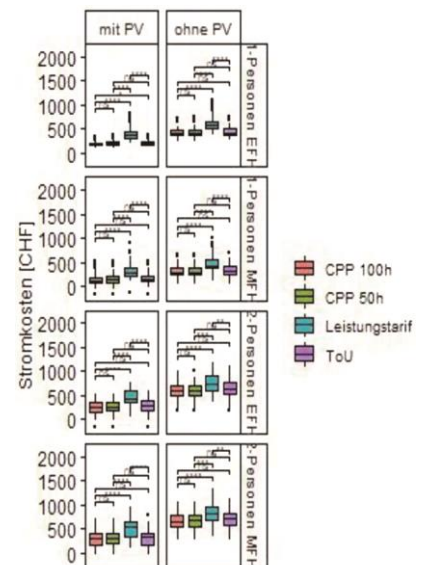 mit PV
ohne PV
2000
1500
1000
500
0
1-Personen EFH
2000
1500
1000
500
0
1-Personen MFH
2000
1500
1000
500
0
2-Personen EFH
2000
1500
1000
500
0
2-Personen MFH
Stromkosten [CHF]
CPP 100h
CPP 50h
Leistungstarif
ToU